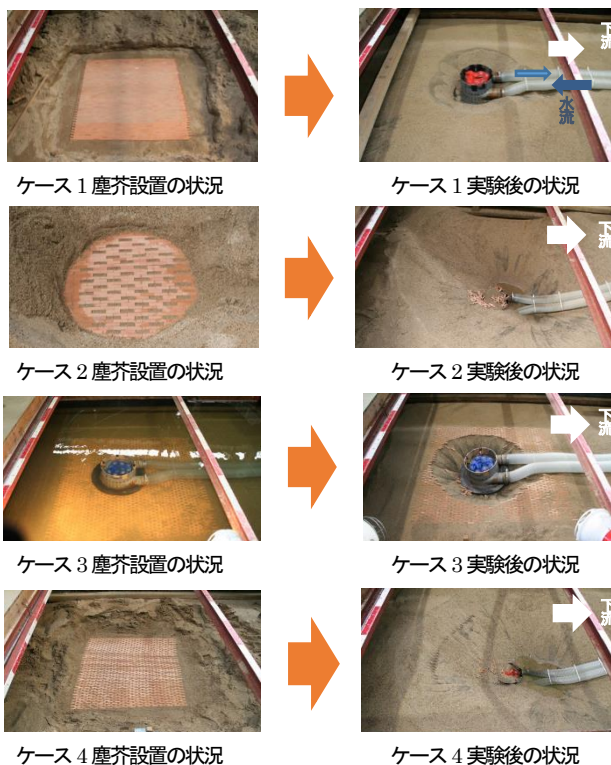 下流
水流
ケース 1 塵芥設置の状況
ケース 1 実験後の状況
下流
ケース 2 塵芥設置の状況
ケース 2 実験後の状況
下流
ケース 3 塵芥設置の状況
ケース 3 実験後の状況
下流
ケース 4 塵芥設置の状況
ケース 4 実験後の状況